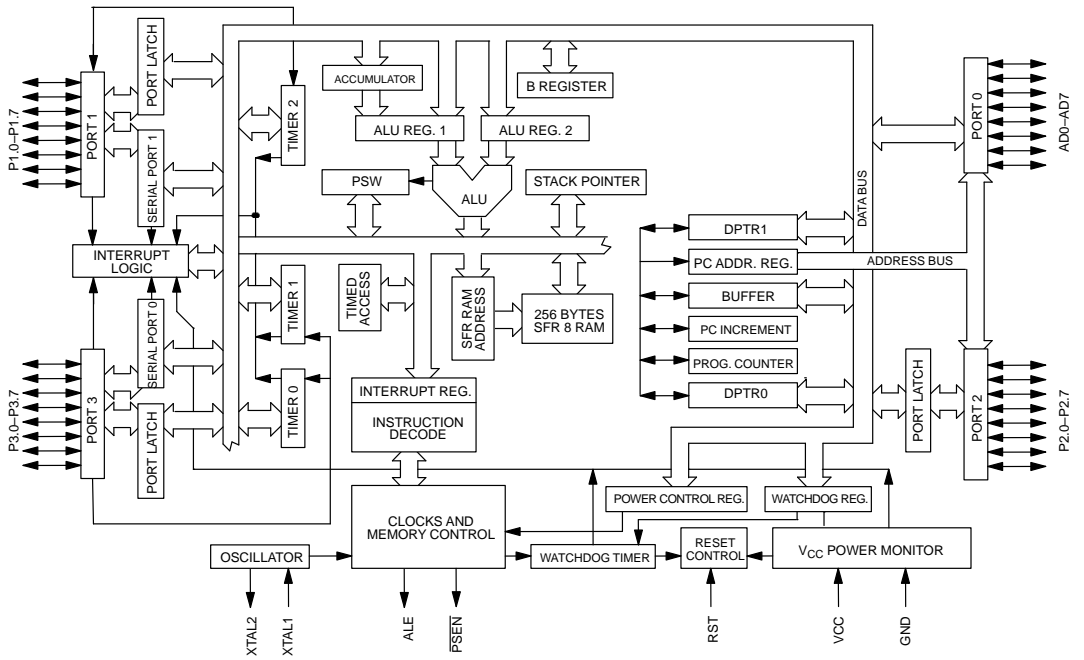 P1.0–P1.7
PORT 1
PORT LATCH
SERIAL PORT 1
INTERRUPT
LOGIC
P3.0–P3.7
PORT 3
SERIAL PORT 0
PORT LATCH
TIMER 2
TIMER 1
TIMER 0
ACCUMULATOR
B REGISTER
ALU REG. 1
ALU REG. 2
PSW
ALU
STACK POINTER
TIMED
ACCESS
SFR RAM
ADDRESS
256 BYTES
SFR 8 RAM
INTERRUPT REG.
INSTRUCTION
DECODE
DATA BUS
DPTR1
PC ADDR. REG.
ADDRESS BUS
BUFFER
PC INCREMENT
PROG. COUNTER
DPTR0
PORT 0
AD0–AD7
PORT LATCH
PORT 2
P2.0–P2.7
POWER CONTROL REG.
WATCHDOG REG.
CLOCKS AND
MEMORY CONTROL
OSCILLATOR
WATCHDOG TIMER
RESET
CONTROL
VCC POWER MONITOR
XTAL2
XTAL1
ALE
PSEN
RST
VCC
GND